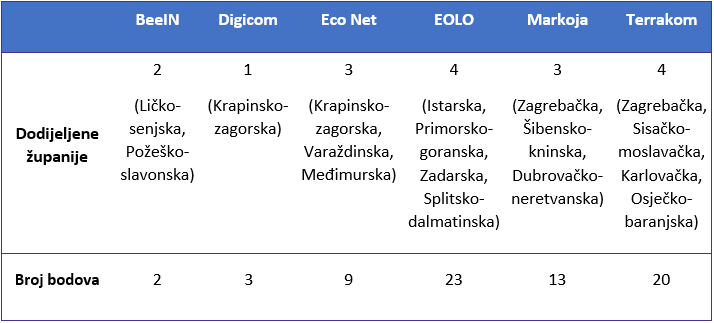 BeeIN Digicom Eco Net EOLO Markoja Terrakom
Dodijeljene
županije
2
(Ličko-
senjska,
Požeško-
slavonska)
1
(Krapinsko-
zagorska)
3
(Krapinsko-
zagorska,
Varaždinska,
Međimurska)
4
(Istarska,
Primorsko-
goranska,
Zadarska,
Splitsko-
dalmatinska)
3
(Zagrebačka,
Šibensko-
kninska,
Dubrovačko-
neretvanska)
4
(Zagrebačka,
Sisačko-
moslavačka,
Karlovačka,
Osječko-
baranjska)
Broj bodova 2 3 9 23 13 20